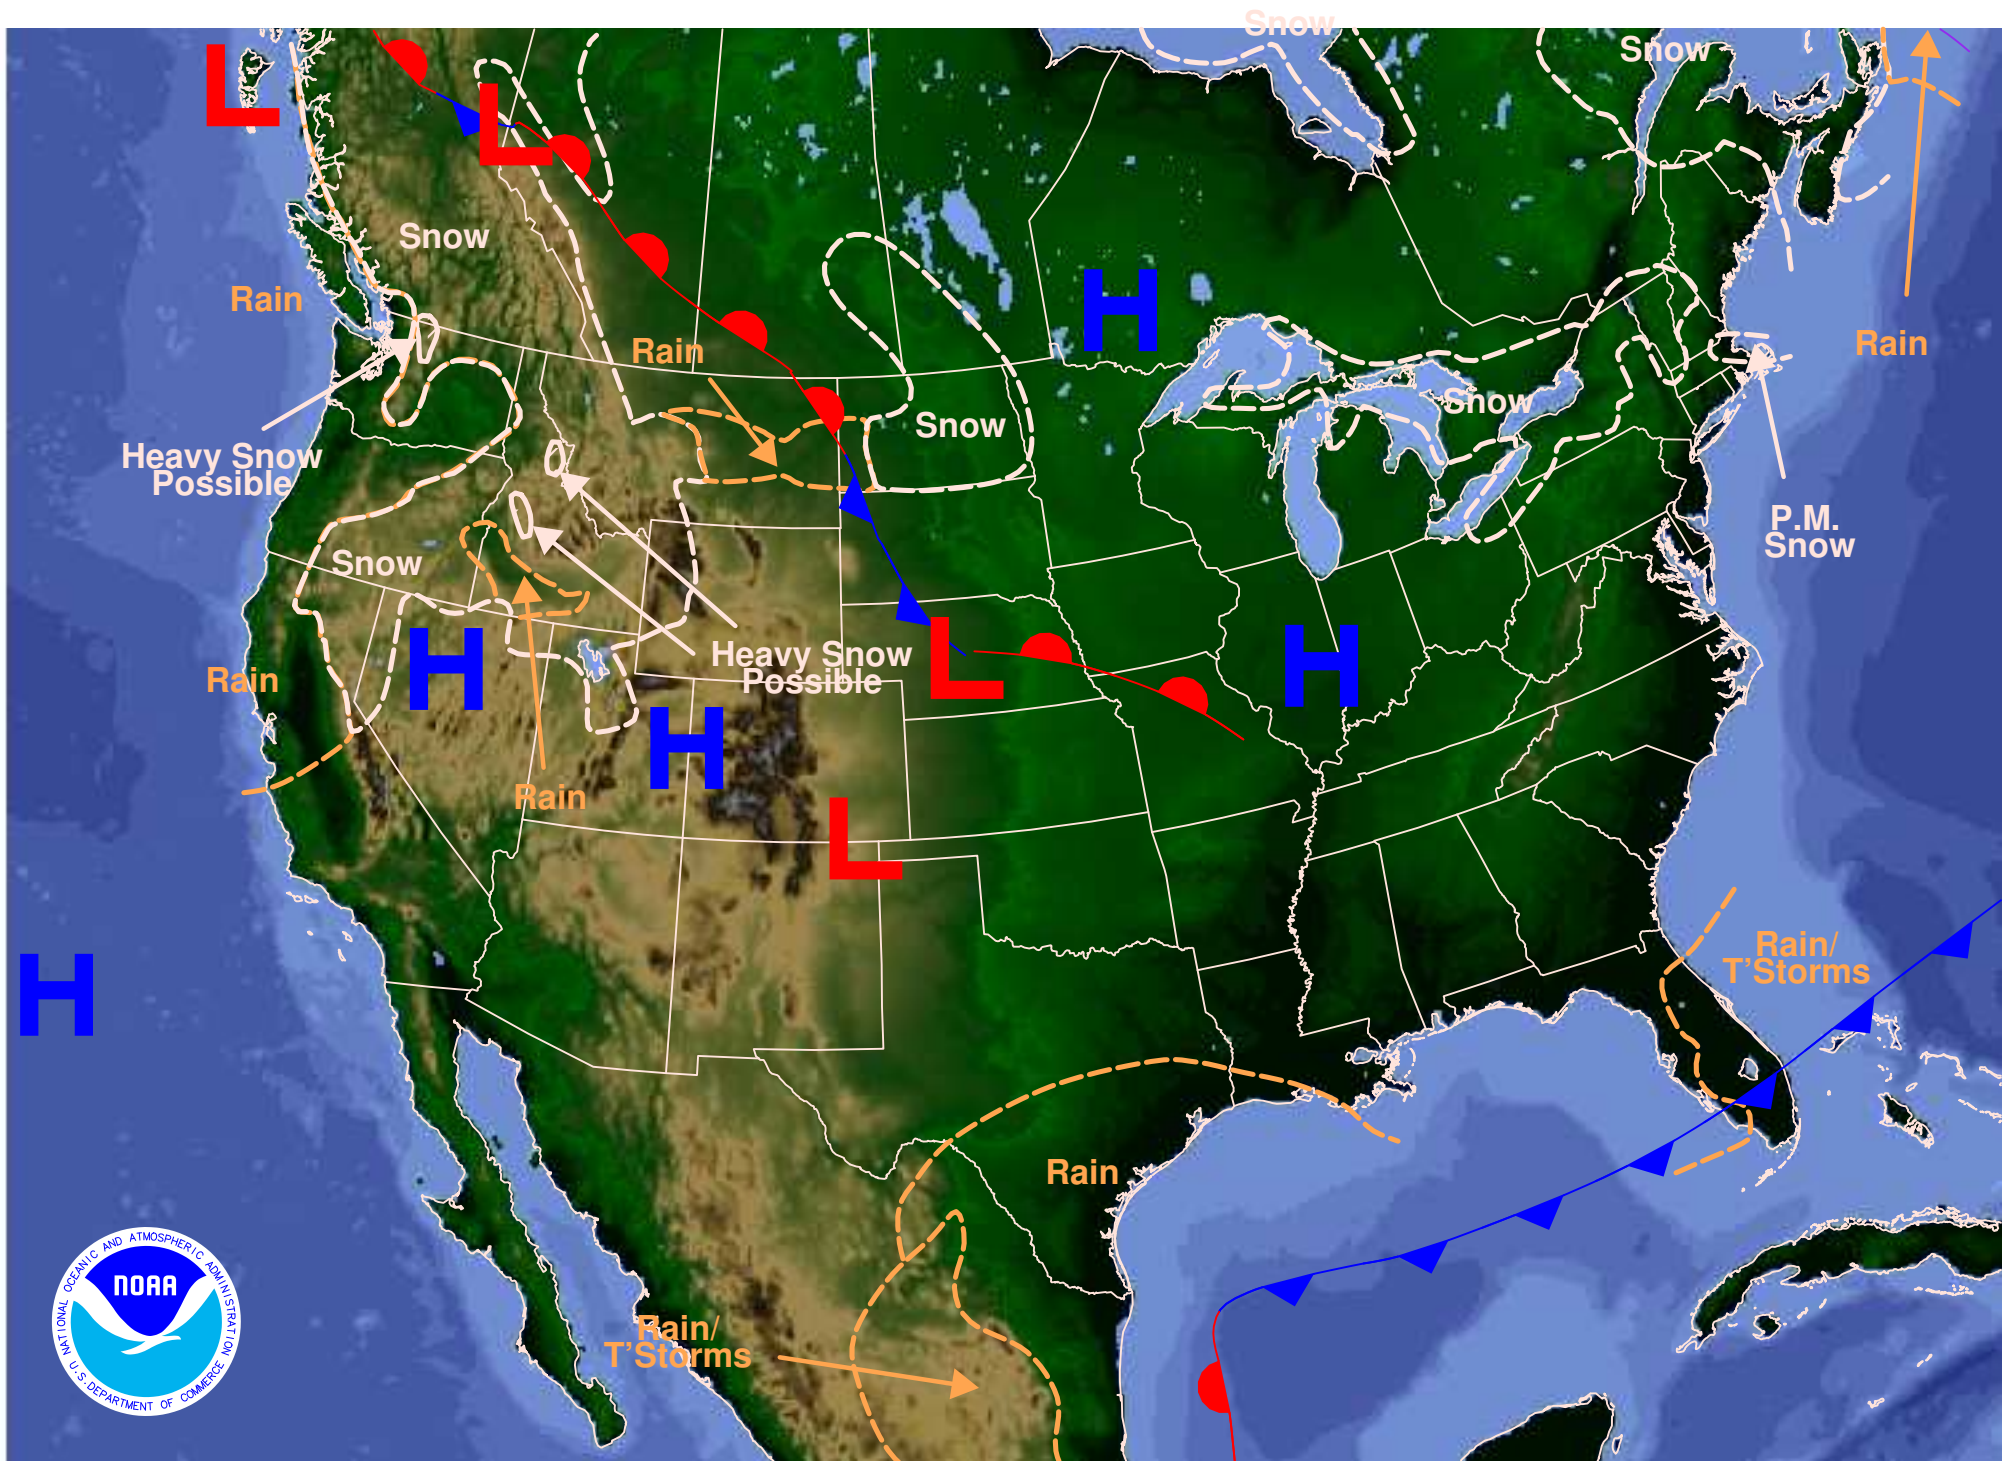 Snow
Snow
L
L
Snow
H
Rain
Rain
Rain
Snow
Snow
Heavy Snow
Possible
P.M.
Snow
Snow
H
L
H
Rain
Heavy Snow
Possible
H
Rain
L
Rain/
T'Storms
H
Rain
Rain/
T'Storms
NATIONAL OCEANIC AND ATMOSPHERIC ADMINISTRATION
NOAA
U.S. DEPARTMENT OF COMMERCE